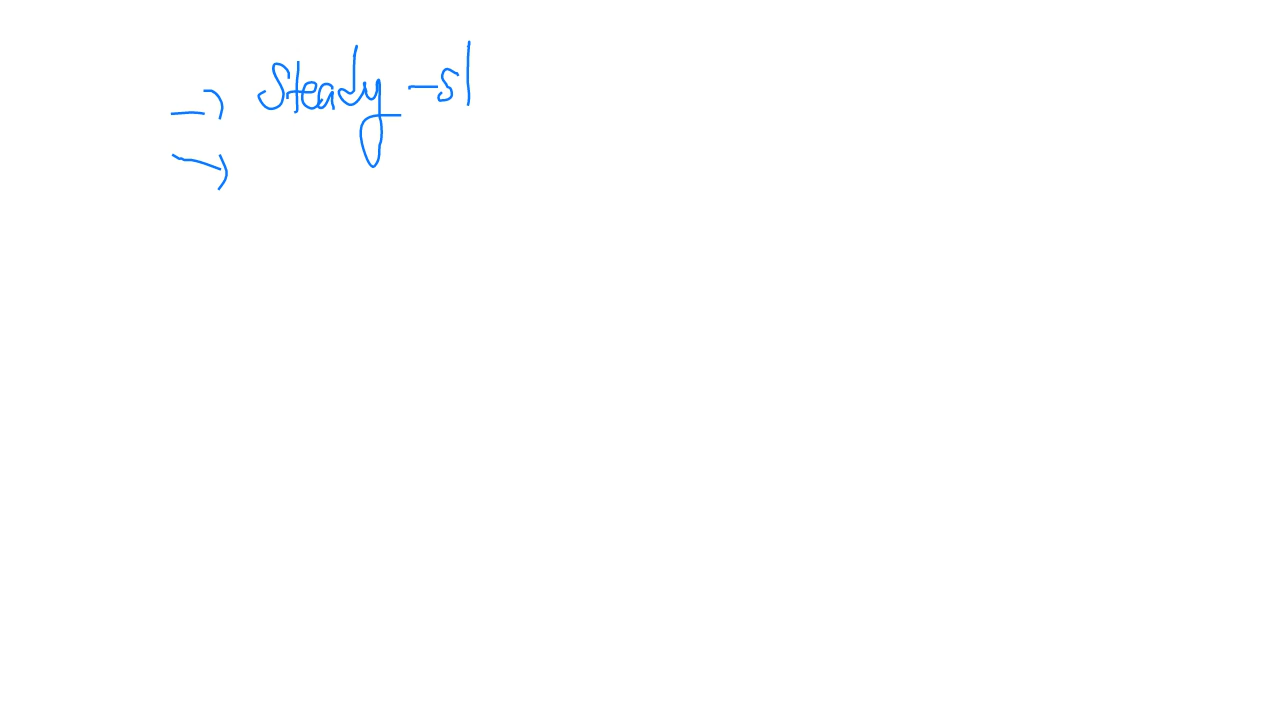 → Steady -sl
→